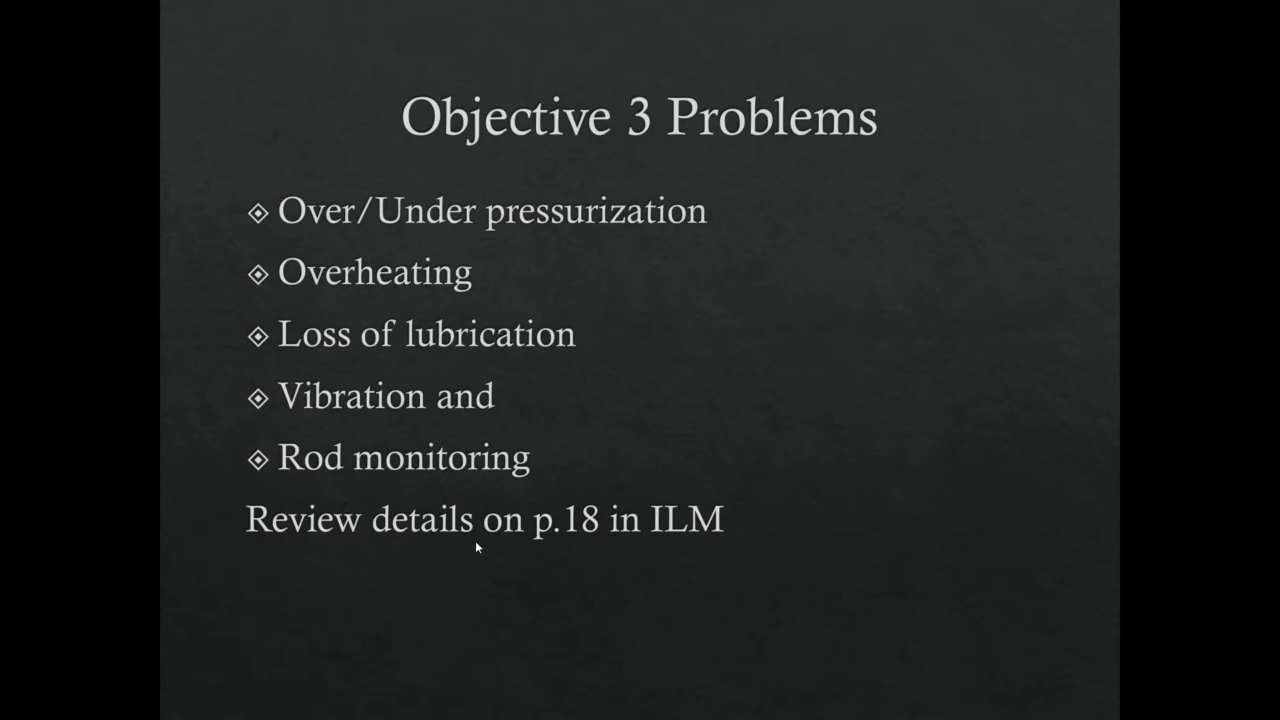 Objective 3 Problems
Over/Under pressurization
Overheating
Loss of lubrication
Vibration and
Rod monitoring
Review details on p.18 in ILM